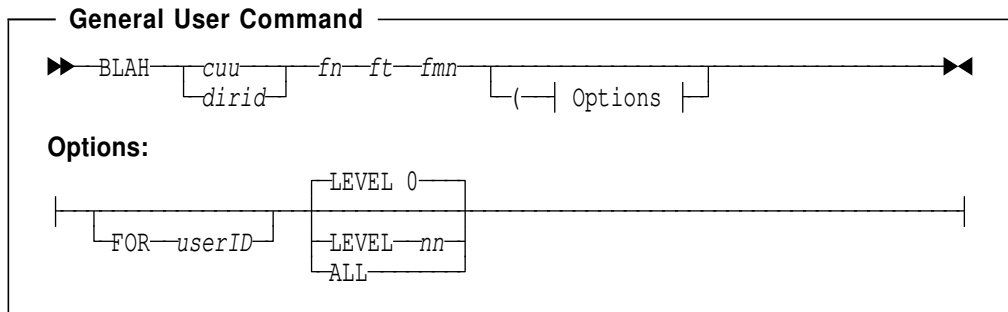 General User Command
BLAH cuu fn ft fmn
dirid ( Options
Options:
LEVEL 0
FOR userID LEVEL nn
ALL